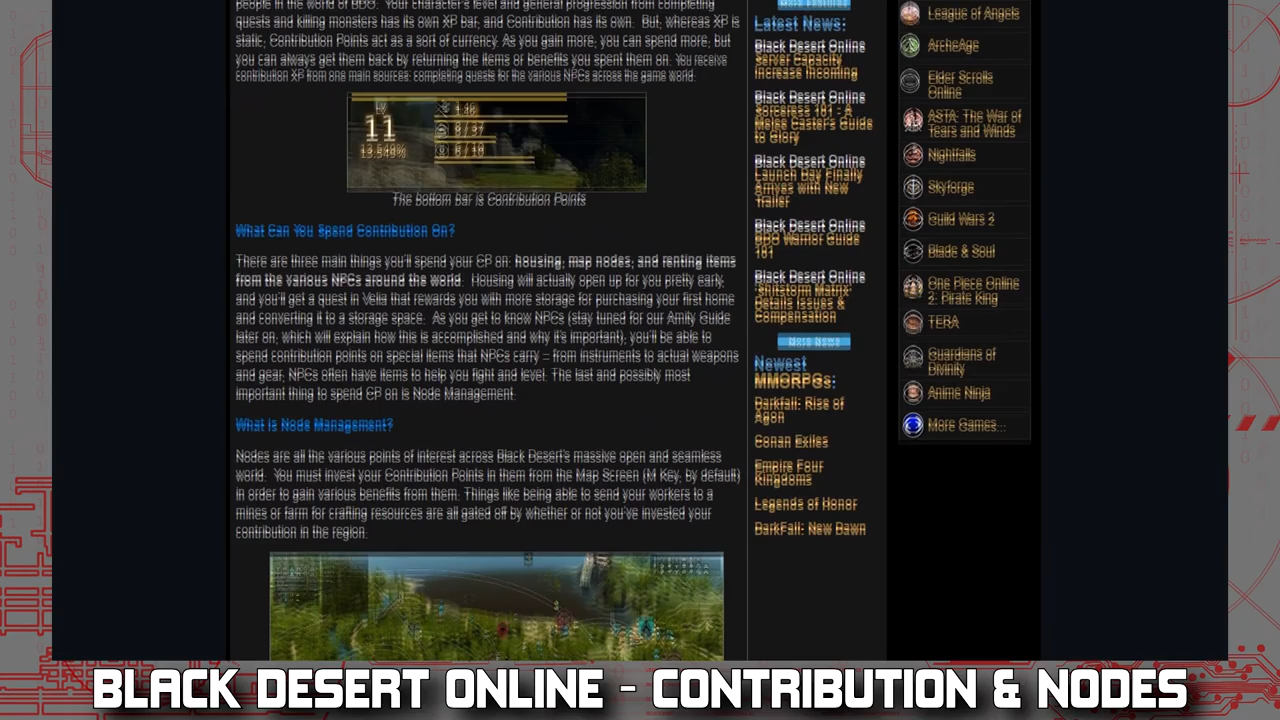 people in the world of BDO. Your character's level and general progression from completing
quests and killing monsters has its own XP bar, and Contribution has its own. But, whereas XP is
static, Contribution Points act as a sort of currency. As you gain more, you can spend more, but
you can always get them back by returning the items or benefits you spent them on. You receive
contribution XP from one main sources: completing quests for the various NPCs across the game world.
LV
11
13.549%
The bottom bar is Contribution Points
What Can You Spend Contribution On?
There are three main things you'll spend your CP on: housing, map nodes, and renting items
from the various NPCs around the world. Housing will actually open up for you pretty early,
and you'll get a quest in Velia that rewards you with more storage for purchasing your first home
and converting it to a storage space. As you get to know NPCs (stay tuned for our Amity Guide
later on, which will explain how this is accomplished and why it's important), you'll be able to
spend contribution points on special items that NPCs carry – from instruments to actual weapons
and gear, NPCs often have items to help you fight and level. The last and possibly most
important thing to spend CP on is Node Management.
What is Node Management?
Nodes are all the various points of interest across Black Desert's massive open and seamless
world. You must invest your Contribution Points in them from the Map Screen (M Key, by default)
in order to gain various benefits from them. Things like being able to send your workers to a
mines or farm for crafting resources are all gated off by whether or not you've invested your
contribution in the region.
More Features
Latest News:
Black Desert Online
Server Capacity
Increase Incoming
Black Desert Online
Sorceress 101 - A
Melee Caster's Guide
to Glory
Black Desert Online
Launch Day Finally
Arrives with New
Trailer
Black Desert Online
BDO Warrior Guide
101
Black Desert Online
'Shitstorm Matrix'
Details Issues &
Compensation
More News
Newest
MMORPGs:
Darkfall: Rise of
Agon
Conan Exiles
Empire Four
Kingdoms
Legends of Honor
DarkFall: New Dawn
League of Angels
ArcheAge
Elder Scrolls
Online
ASTA: The War of
Tears and Winds
Nightfalls
Skyforge
Guild Wars 2
Blade & Soul
One Piece Online
2: Pirate King
TERA
Guardians of
Divinity
Anime Ninja
More Games...
BLACK DESERT ONLINE - CONTRIBUTION & NODES